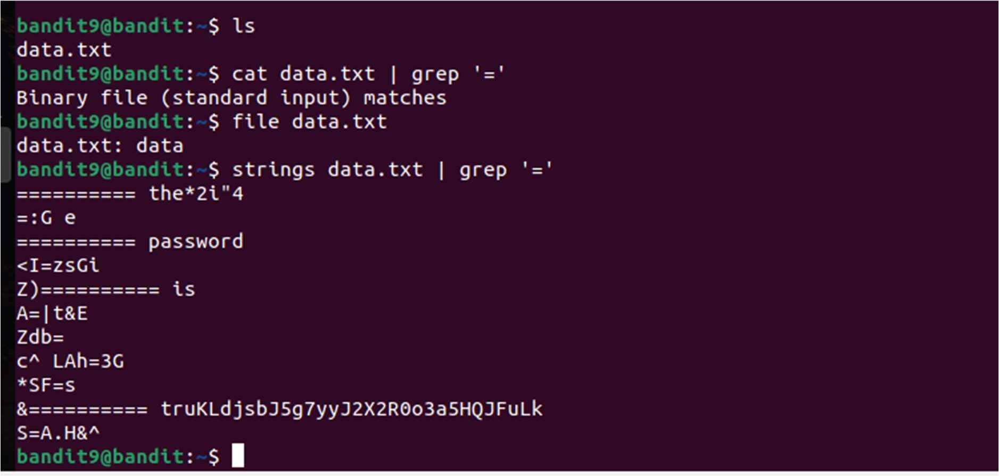 bandit9@bandit:~$ ls
data.txt
bandit9@bandit:~$ cat data.txt | grep '='
Binary file (standard input) matches
bandit9@bandit:~$ file data.txt
data.txt: data
bandit9@bandit:~$ strings data.txt | grep '='
========== the*2i"4
=:G e
========== password
<I=zsGi
Z)========== is
A=|t&E
Zdb=
c^ LAh=3G
*SF=s
&========== truKLdjsbJ5g7yyJ2X2R0o3a5HQJFuLk
S=A.H&^
bandit9@bandit:~$